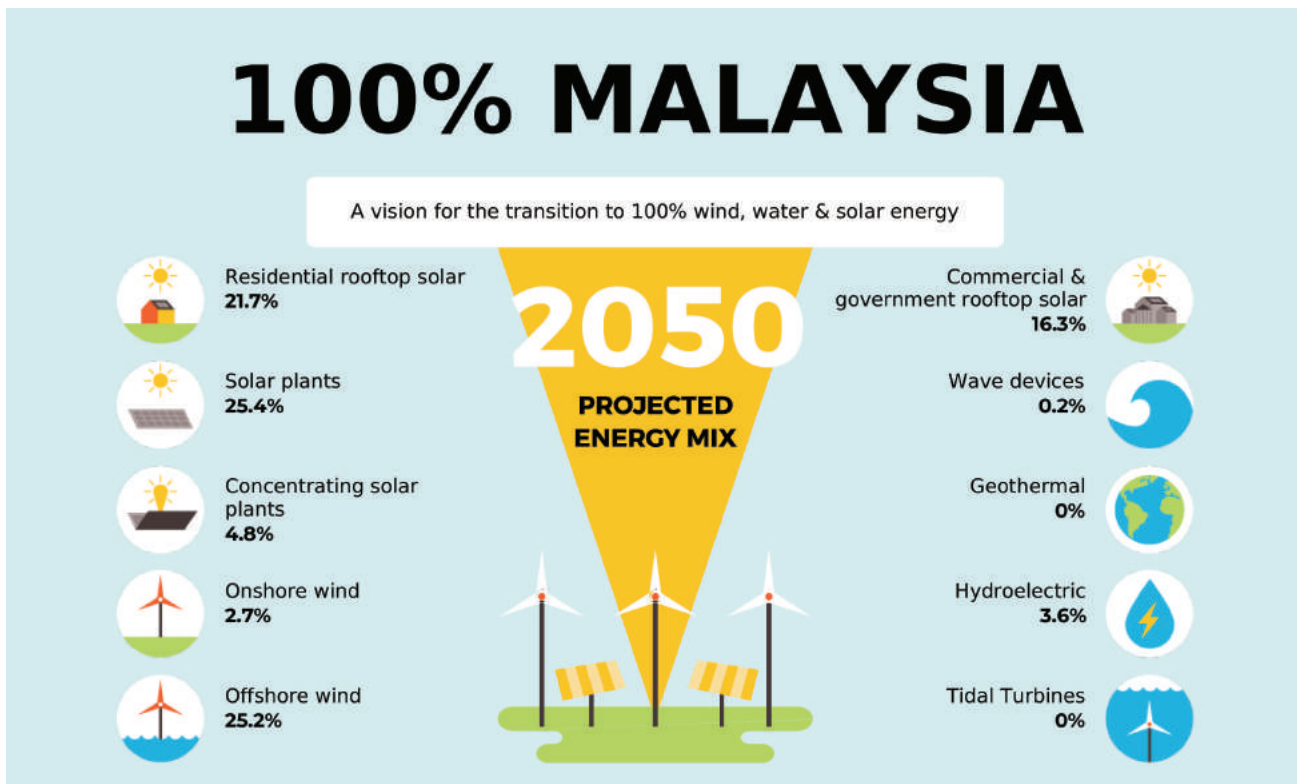 100% MALAYSIA
A vision for the transition to 100% wind, water & solar energy
2050
PROJECTED
ENERGY MIX
Residential rooftop solar
21.7%
Solar plants
25.4%
Concentrating solar
plants
4.8%
Onshore wind
2.7%
Offshore wind
25.2%
Commercial &
government rooftop solar
16.3%
Wave devices
0.2%
Geothermal
0%
Hydroelectric
3.6%
Tidal Turbines
0%